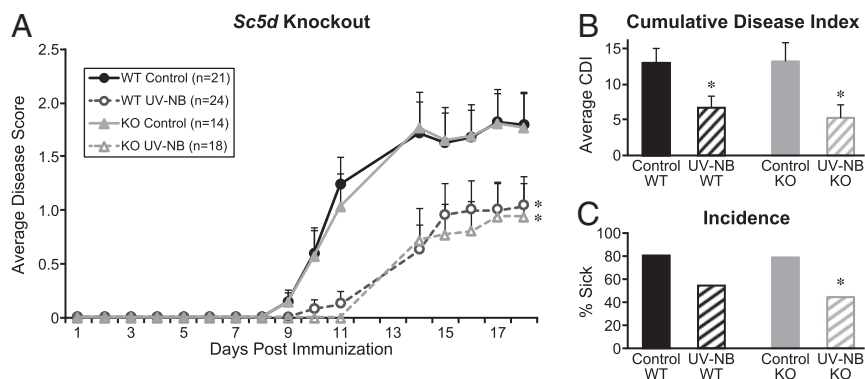 A
Sc5d Knockout
2.5
2.0
1.5
1.0
0.5
0
Average Disease Score
WT Control (n=21)
WT UV-NB (n=24)
KO Control (n=14)
KO UV-NB (n=18)
*
*
1 3 5 7 9 11 13 15 17
Days Post Immunization
B
Cumulative Disease Index
15
10
5
0
Average CDI
*
*
Control UV-NB Control UV-NB
WT WT KO KO
C
Incidence
100
80
60
40
20
0
% Sick
*
Control UV-NB Control UV-NB
WT WT KO KO